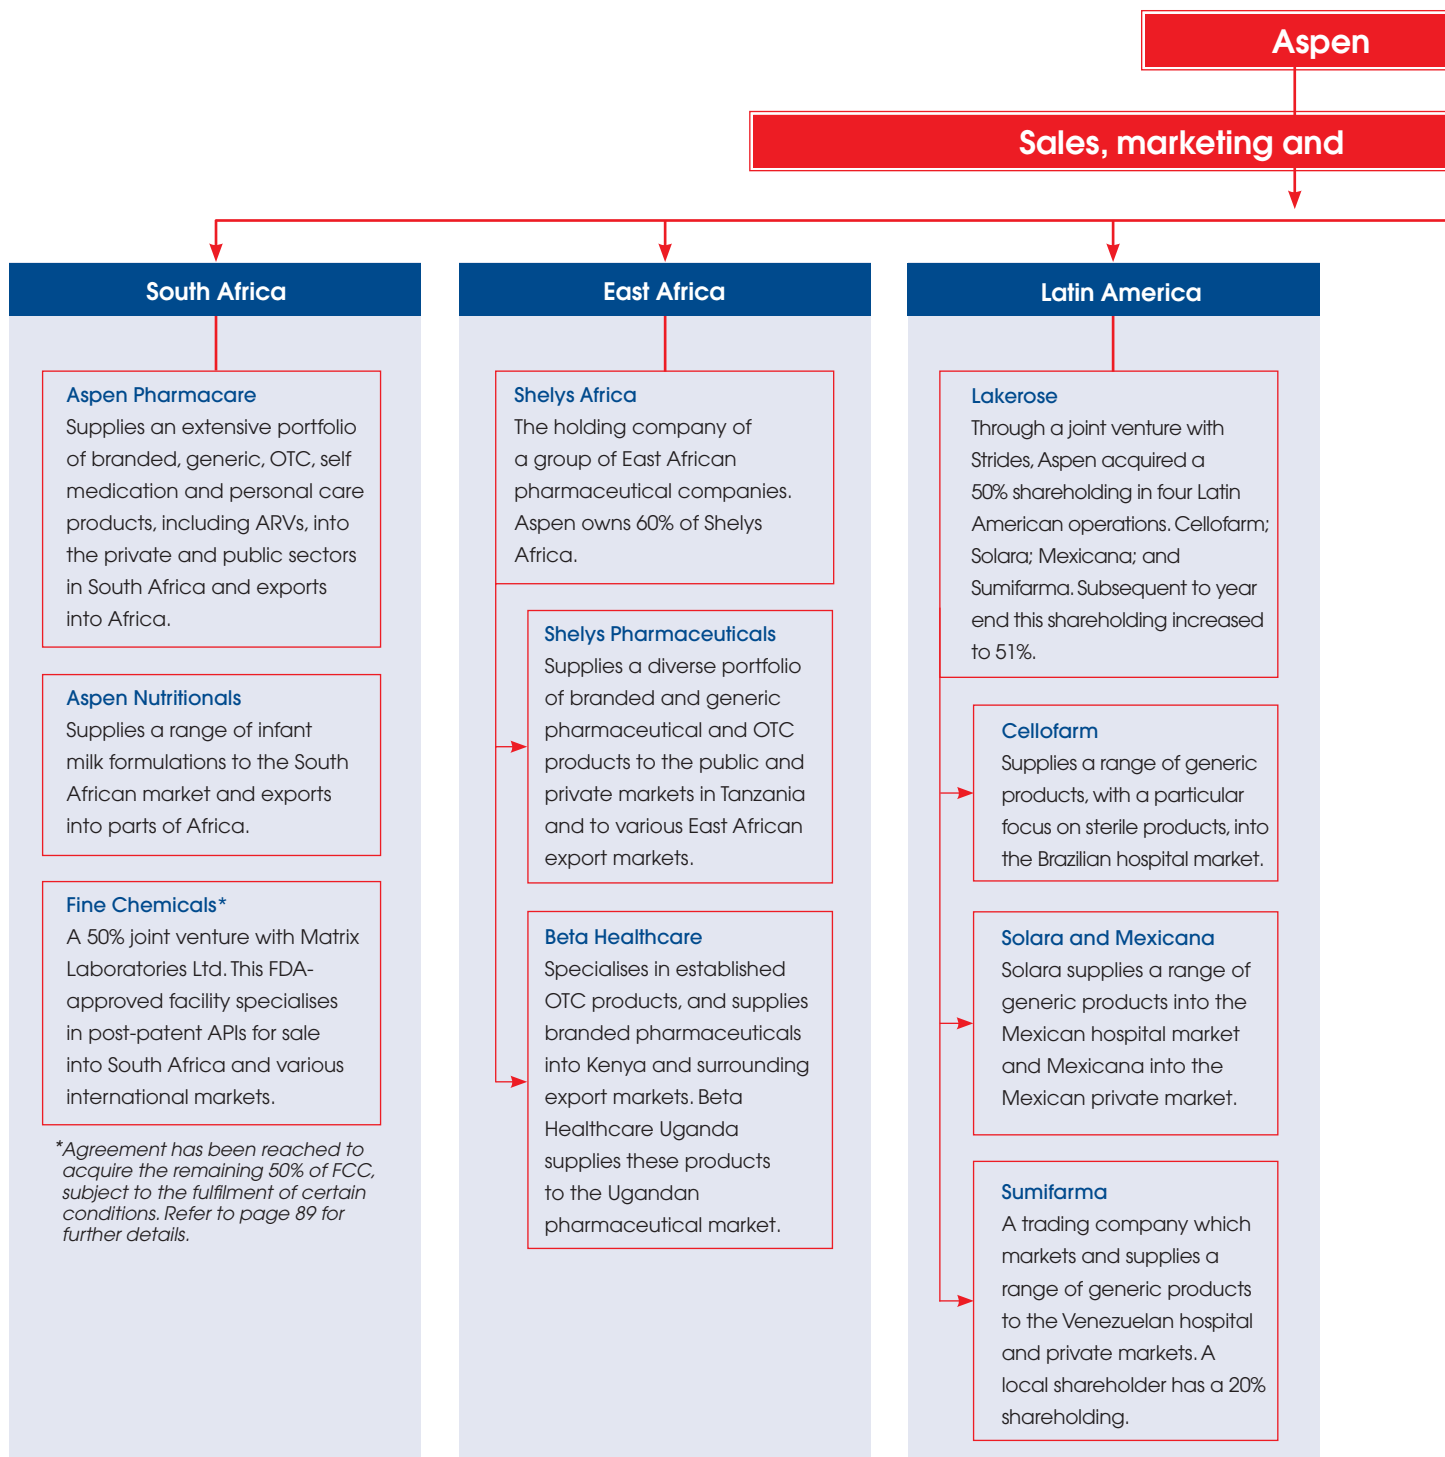 Aspen
Sales, marketing and
South Africa
Aspen Pharmacare
Supplies an extensive portfolio
of branded, generic, OTC, self
medication and personal care
products, including ARVs, into
the private and public sectors
in South Africa and exports
into Africa.
Aspen Nutritionals
Supplies a range of infant
milk formulations to the South
African market and exports
into parts of Africa.
Fine Chemicals*
A 50% joint venture with Matrix
Laboratories Ltd. This FDA-
approved facility specialises
in post-patent APIs for sale
into South Africa and various
international markets.
*Agreement has been reached to
acquire the remaining 50% of FCC,
subject to the fulfilment of certain
conditions. Refer to page 89 for
further details.
East Africa
Shelys Africa
The holding company of
a group of East African
pharmaceutical companies.
Aspen owns 60% of Shelys
Africa.
Shelys Pharmaceuticals
Supplies a diverse portfolio
of branded and generic
pharmaceutical and OTC
products to the public and
private markets in Tanzania
and to various East African
export markets.
Beta Healthcare
Specialises in established
OTC products, and supplies
branded pharmaceuticals
into Kenya and surrounding
export markets. Beta
Healthcare Uganda
supplies these products
to the Ugandan
pharmaceutical market.
Latin America
Lakerose
Through a joint venture with
Strides, Aspen acquired a
50% shareholding in four Latin
American operations. Cellofarm;
Solara; Mexicana; and
Sumifarma. Subsequent to year
end this shareholding increased
to 51%.
Cellofarm
Supplies a range of generic
products, with a particular
focus on sterile products, into
the Brazilian hospital market.
Solara and Mexicana
Solara supplies a range of
generic products into the
Mexican hospital market
and Mexicana into the
Mexican private market.
Sumifarma
A trading company which
markets and supplies a
range of generic products
to the Venezuelan hospital
and private markets. A
local shareholder has a 20%
shareholding.